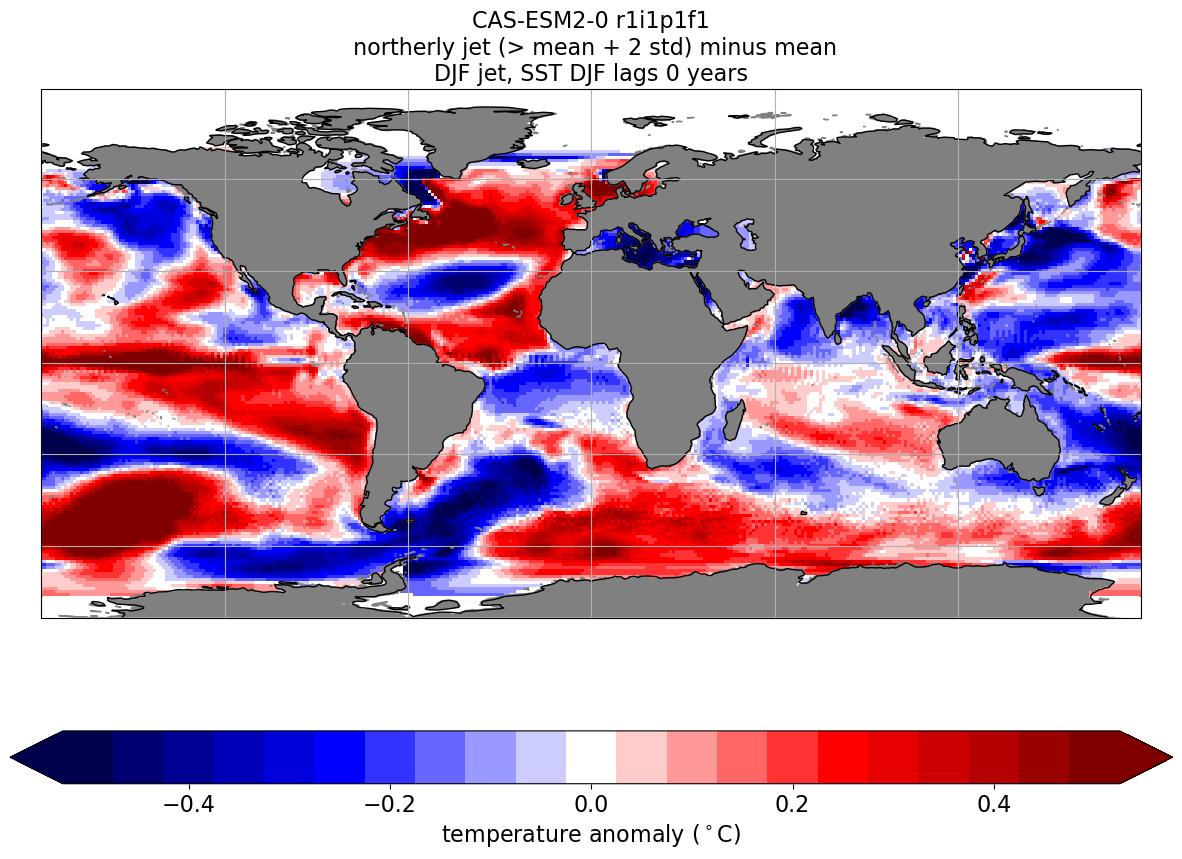 CAS-ESM2-0 r1i1p1f1
northerly jet (> mean + 2 std) minus mean
DJF jet, SST DJF lags 0 years
−0.4 −0.2 0.0 0.2 0.4
temperature anomaly (°C)